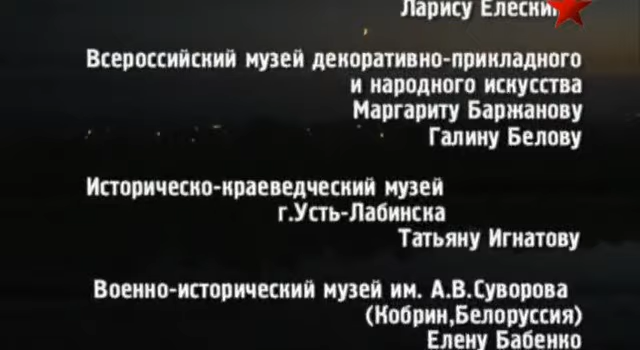 Ларису
Всероссийский музей декоративно-прикладного
и народного искусства
Маргариту Баржанову
Галину Белову
Историческо-краеведческий музей
г.Усть-Лабинска
Татьяну Игнатову
Военно-исторический музей им. А.В.Суворова
(Кобрин,Белоруссия)
Елену Бабенко